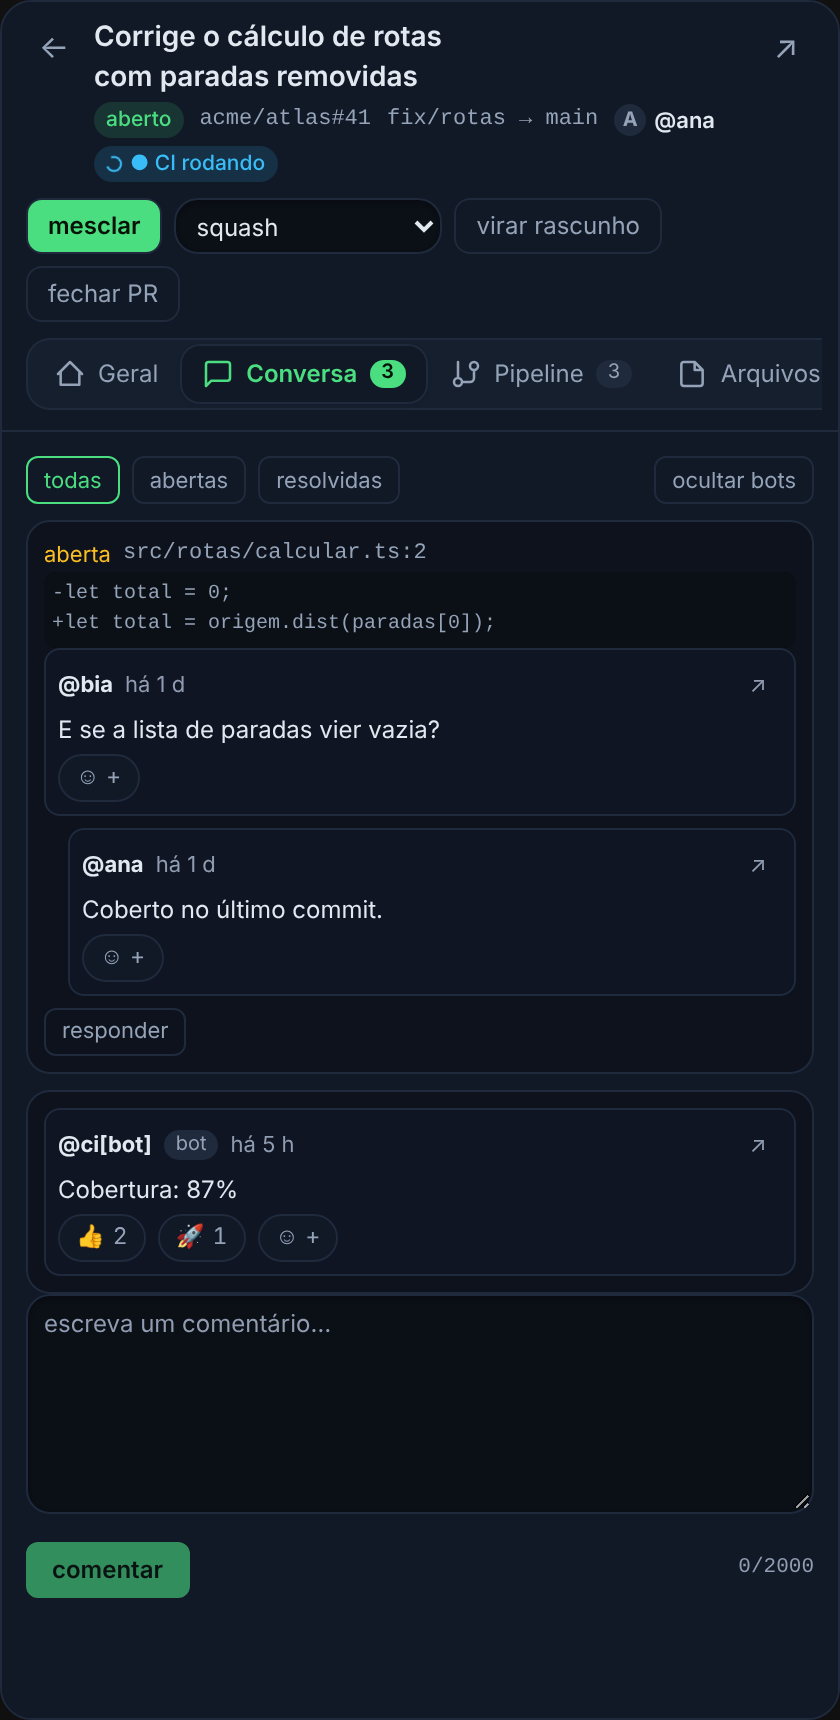 Corrige o cálculo de rotas
com paradas removidas
aberto acme/atlas#41 fix/rotas → main A @ana
CI rodando
mesclar squash virar rascunho
fechar PR
Geral Conversa 3 Pipeline 3 Arquivos
todas abertas resolvidas ocultar bots
aberta src/rotas/calcular.ts:2
-let total = 0;
+let total = origem.dist(paradas[0]);
@bia há 1 d
E se a lista de paradas vier vazia?
☺ +
@ana há 1 d
Coberto no último commit.
☺ +
responder
@ci[bot] bot há 5 h
Cobertura: 87%
👍 2 🚀 1 ☺ +
escreva um comentário...
comentar 0/2000